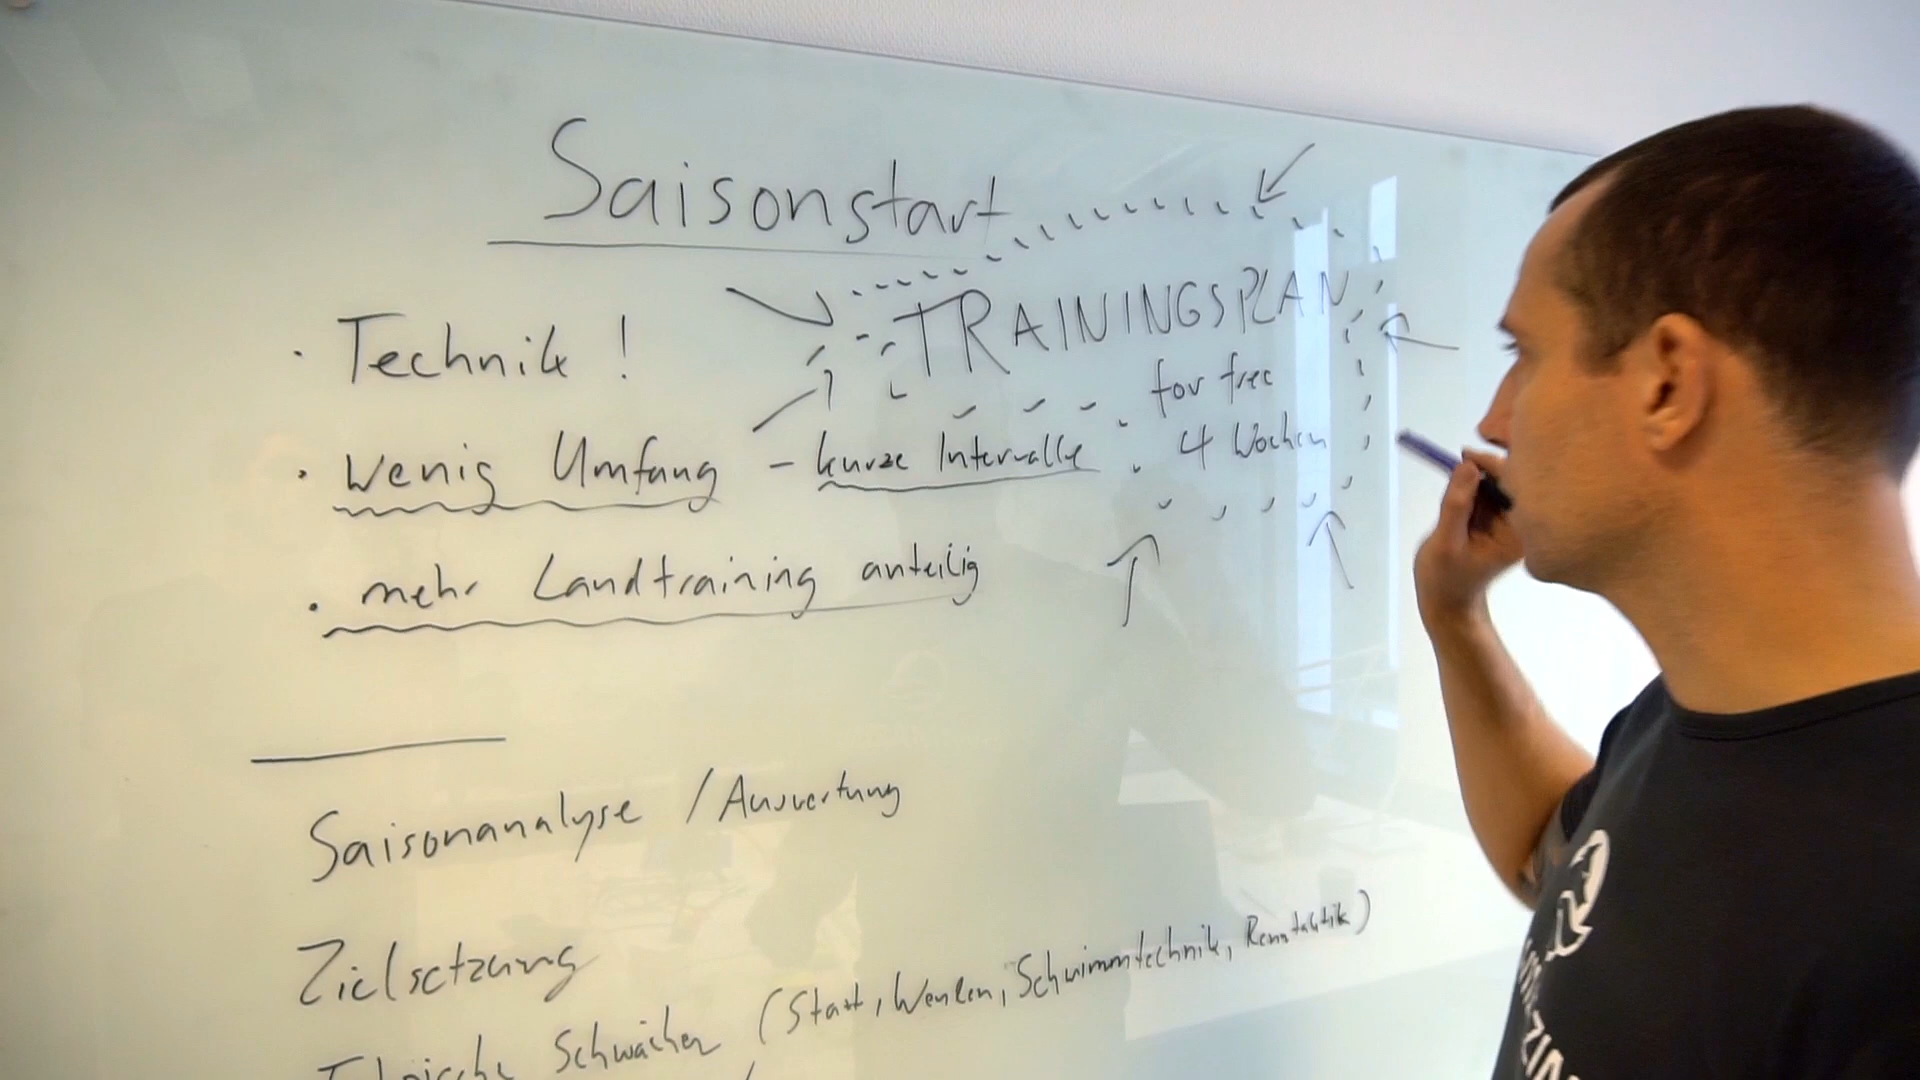 Saisonstart
TRAININGSPLAN
for free
4 Wochen
· Technik !
· wenig Umfang - kurze Intervalle
· mehr Landtraining anteilig
Saisonanalyse / Auswertung
Zielsetzung
Technische Schwächen (Start, Wenden, Schwimmtechnik, Renntaktik)